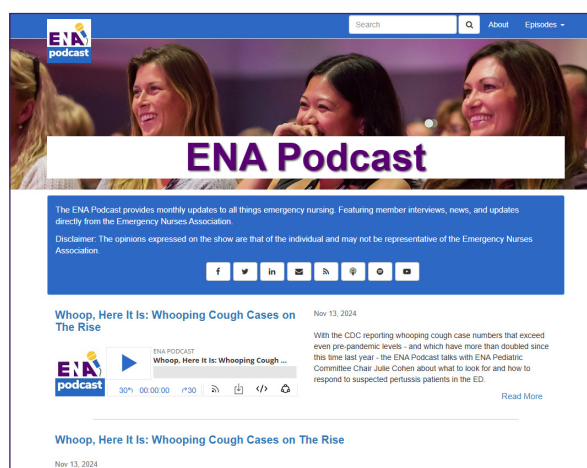 Search
About
Episodes
ENA
podcast
ENA Podcast
The ENA Podcast provides monthly updates to all things emergency nursing. Featuring member interviews, news, and updates
directly from the Emergency Nurses Association.
Disclaimer: The opinions expressed on the show are that of the individual and may not be representative of the Emergency Nurses
Association.
Whoop, Here It Is: Whooping Cough Cases on
The Rise
ENA
podcast
ENA PODCAST
Whoop, Here It Is: Whooping Cough ...
30 00:00:00 30
Nov 13, 2024
With the CDC reporting whooping cough case numbers that exceed
even pre-pandemic levels - and which have more than doubled since
this time last year - the ENA Podcast talks with ENA Pediatric
Committee Chair Julie Cohen about what to look for and how to
respond to suspected pertussis patients in the ED.
Read More
Whoop, Here It Is: Whooping Cough Cases on The Rise
Nov 13, 2024